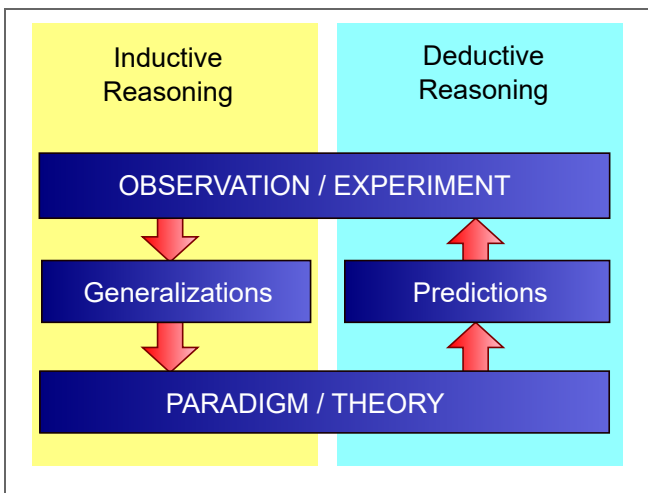 Inductive
Reasoning
Deductive
Reasoning
OBSERVATION / EXPERIMENT
Generalizations
Predictions
PARADIGM / THEORY